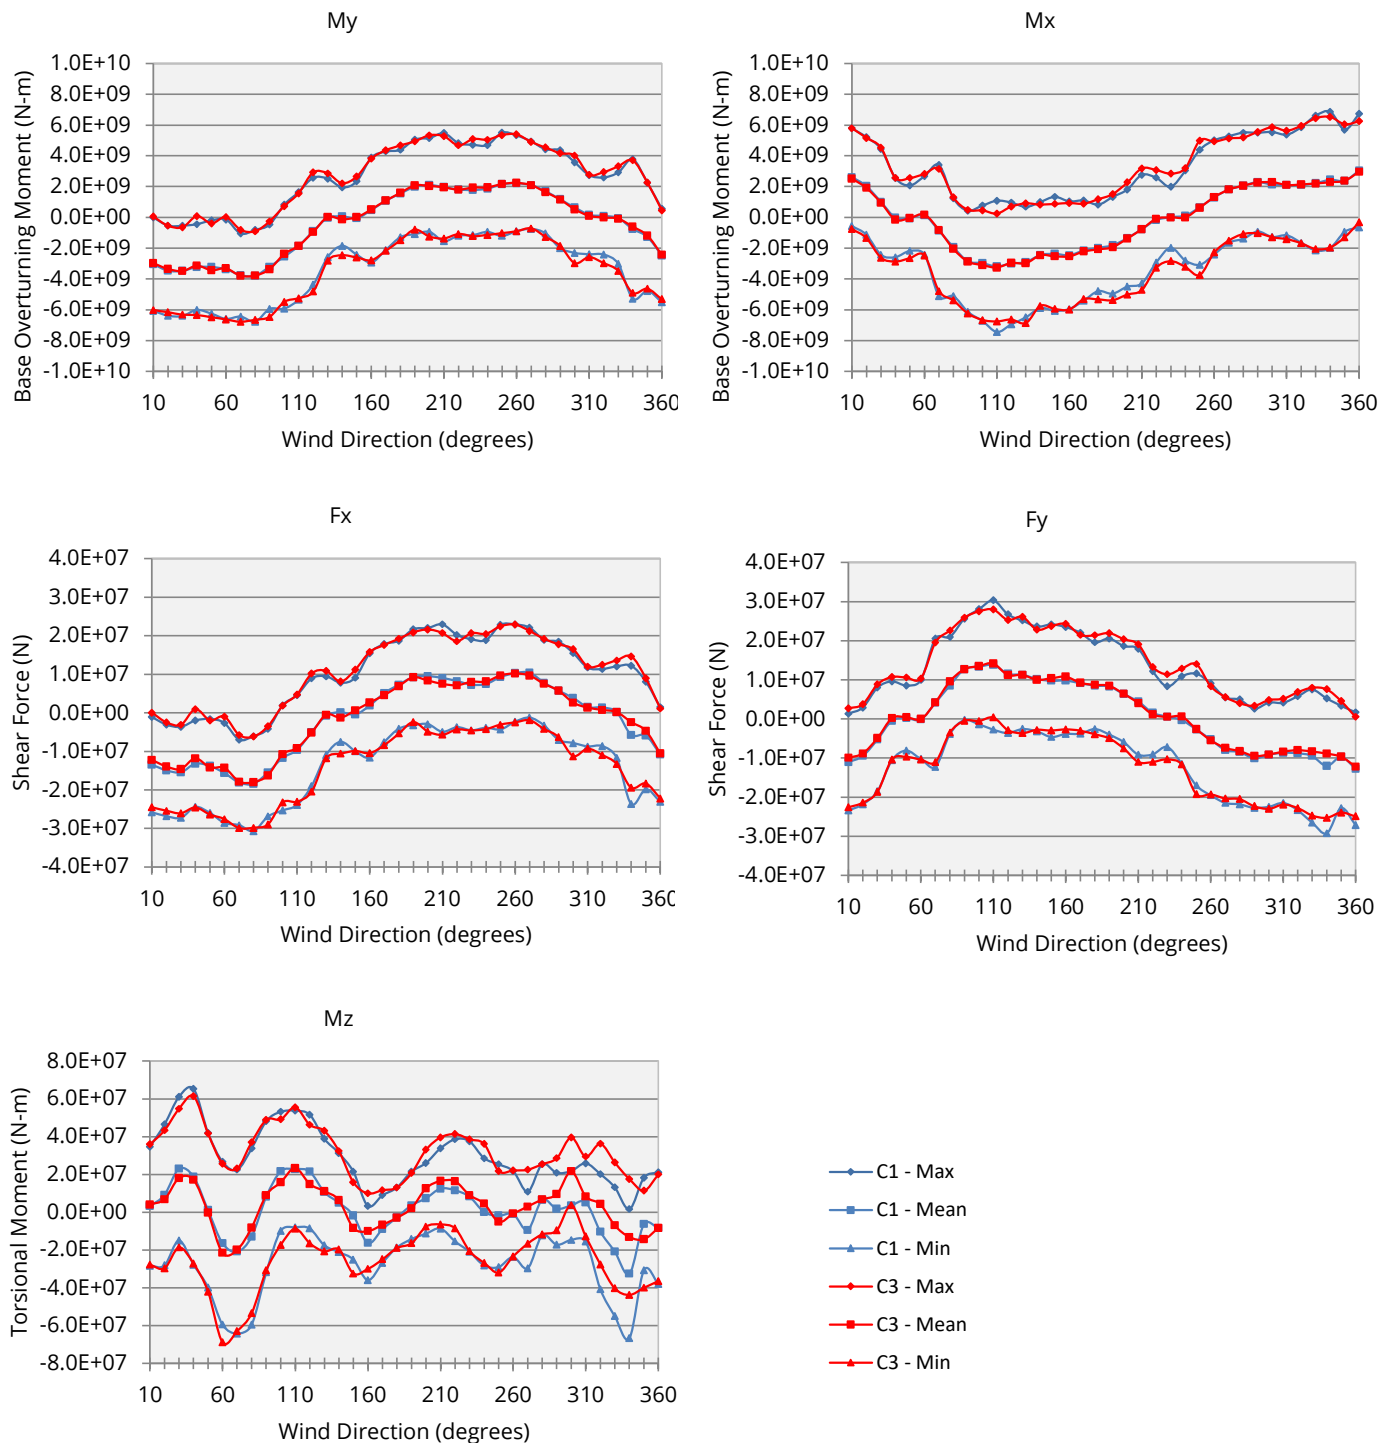 My
Base Overturning Moment (N-m)
1.0E+10
8.0E+09
6.0E+09
4.0E+09
2.0E+09
0.0E+00
-2.0E+09
-4.0E+09
-6.0E+09
-8.0E+09
-1.0E+10
10 60 110 160 210 260 310 360
Wind Direction (degrees)
Mx
Base Overturning Moment (N-m)
1.0E+10
8.0E+09
6.0E+09
4.0E+09
2.0E+09
0.0E+00
-2.0E+09
-4.0E+09
-6.0E+09
-8.0E+09
-1.0E+10
10 60 110 160 210 260 310 360
Wind Direction (degrees)
Fx
Shear Force (N)
4.0E+07
3.0E+07
2.0E+07
1.0E+07
0.0E+00
-1.0E+07
-2.0E+07
-3.0E+07
-4.0E+07
10 60 110 160 210 260 310 360
Wind Direction (degrees)
Fy
Shear Force (N)
4.0E+07
3.0E+07
2.0E+07
1.0E+07
0.0E+00
-1.0E+07
-2.0E+07
-3.0E+07
-4.0E+07
10 60 110 160 210 260 310 360
Wind Direction (degrees)
Mz
Torsional Moment (N-m)
8.0E+07
6.0E+07
4.0E+07
2.0E+07
0.0E+00
-2.0E+07
-4.0E+07
-6.0E+07
-8.0E+07
10 60 110 160 210 260 310 360
Wind Direction (degrees)
C1 - Max
C1 - Mean
C1 - Min
C3 - Max
C3 - Mean
C3 - Min